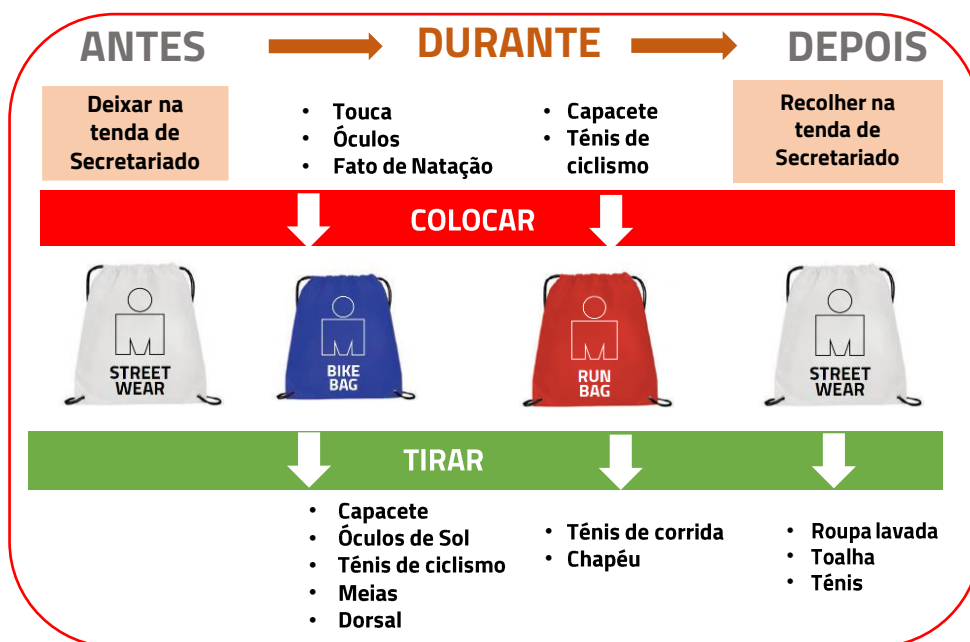 ANTES
DURANTE
DEPOIS
Deixar na
tenda de
Secretariado
• Touca
• Óculos
• Fato de Natação
• Capacete
• Ténis de
ciclismo
Recolher na
tenda de
Secretariado
COLOCAR
STREET
WEAR
BIKE
BAG
RUN
BAG
STREET
WEAR
TIRAR
• Capacete
• Óculos de Sol
• Ténis de ciclismo
• Meias
• Dorsal
• Ténis de corrida
• Chapéu
• Roupa lavada
• Toalha
• Ténis